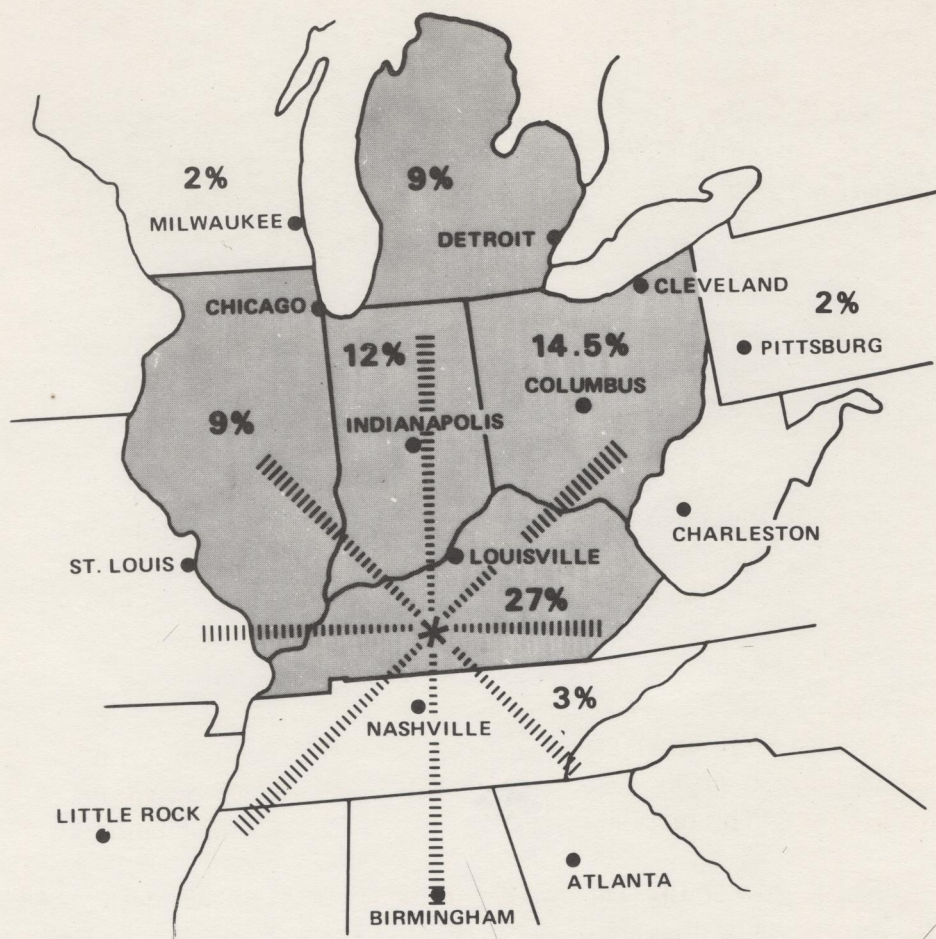 2%
9%
MILWAUKEE
DETROIT
CLEVELAND
CHICAGO
2%
12%
14.5%
PITTSBURG
COLUMBUS
9%
INDIANAPOLIS
CHARLESTON
LOUISVILLE
ST. LOUIS
27%
3%
NASHVILLE
LITTLE ROCK
ATLANTA
BIRMINGHAM